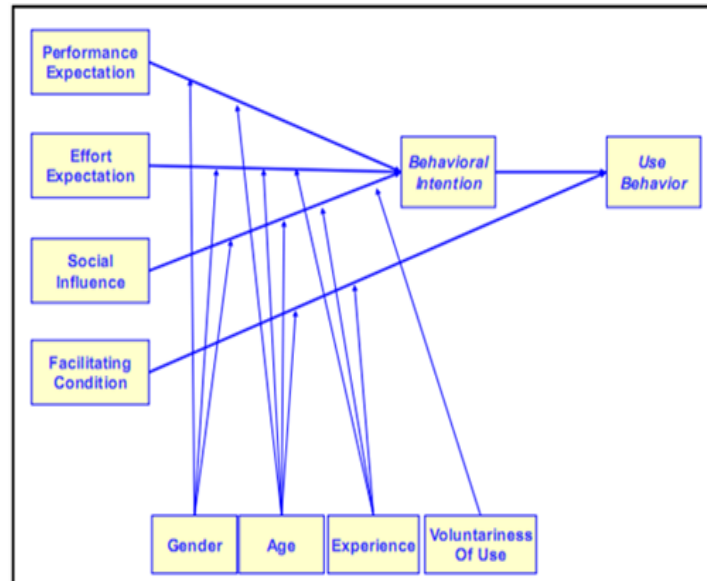 Performance
Expectation
Effort
Expectation
Behavioral
Intention
Use
Behavior
Social
Influence
Facilitating
Condition
Gender
Age
Experience
Voluntariness
Of Use